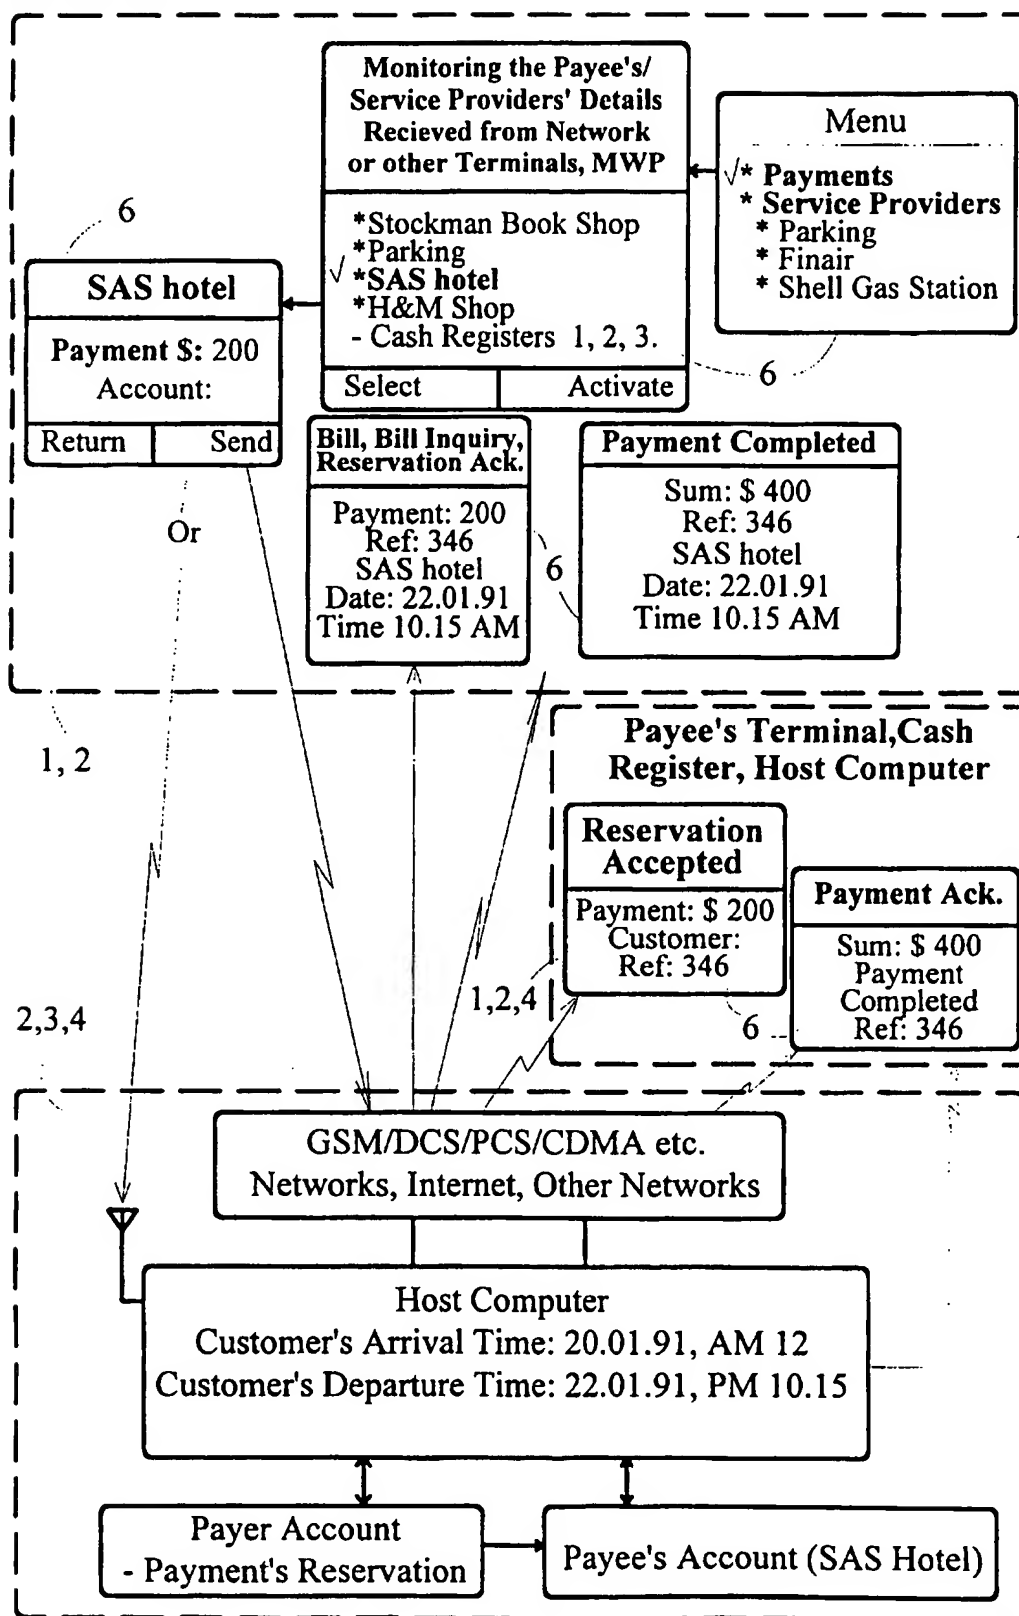 Monitoring the Payee's/
Service Providers' Details
Recieved from Network
or other Terminals, MWP
*Stockman Book Shop
*Parking
√ *SAS hotel
*H&M Shop
- Cash Registers 1, 2, 3.
Select Activate
Menu
√* Payments
* Service Providers
* Parking
* Finair
* Shell Gas Station
6
6
SAS hotel
Payment $: 200
Account:
Return Send
Or
Bill, Bill Inquiry,
Reservation Ack.
Payment: 200
Ref: 346
SAS hotel
Date: 22.01.91
Time 10.15 AM
6
Payment Completed
Sum: $ 400
Ref: 346
SAS hotel
Date: 22.01.91
Time 10.15 AM
1, 2
Payee's Terminal,Cash
Register, Host Computer
Reservation
Accepted
Payment: $ 200
Customer:
Ref: 346
Payment Ack.
Sum: $ 400
Payment
Completed
Ref: 346
1,2,4
6
2,3,4
GSM/DCS/PCS/CDMA etc.
Networks, Internet, Other Networks
Host Computer
Customer's Arrival Time: 20.01.91, AM 12
Customer's Departure Time: 22.01.91, PM 10.15
Payer Account
- Payment's Reservation
Payee's Account (SAS Hotel)